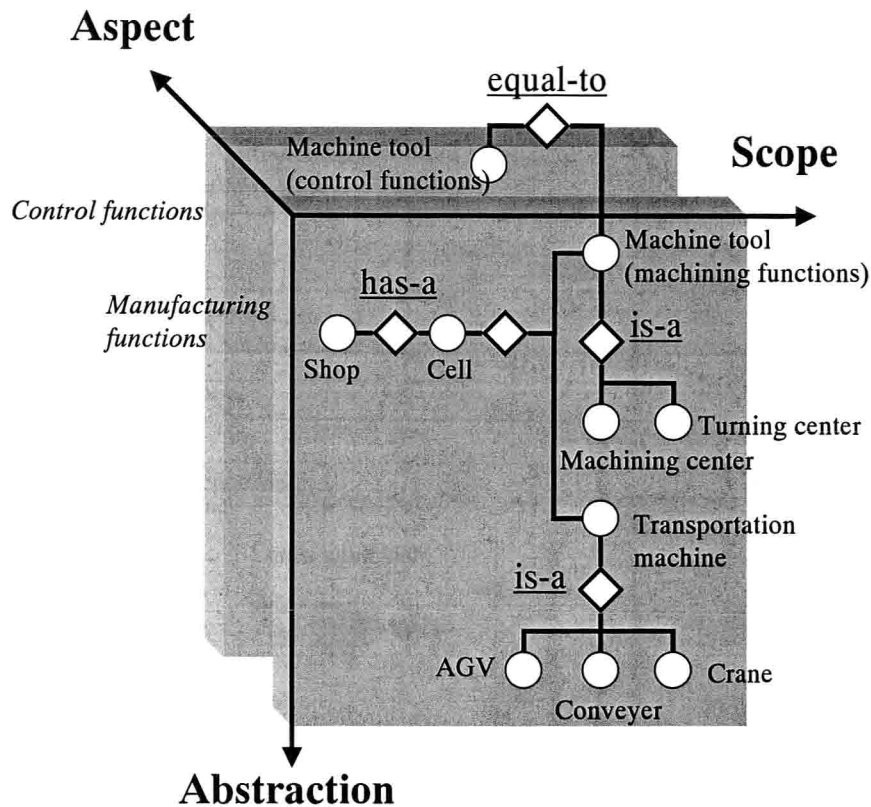 Aspect
equal-to
Machine tool
(control functions)
Scope
Control functions
Machine tool
(machining functions)
Manufacturing
functions
has-a
is-a
Shop
Cell
Turning center
Machining center
Transportation
machine
is-a
AGV
Conveyer
Crane
Abstraction